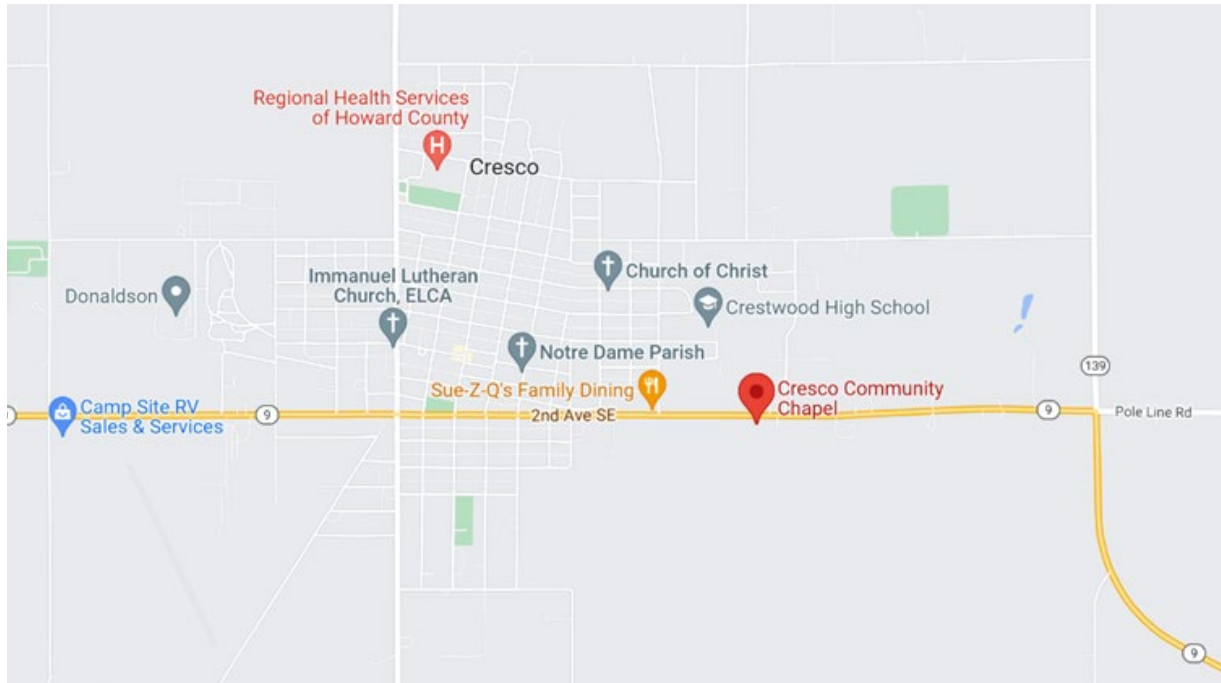 Regional Health Services
of Howard County
H
Cresco
Church of Christ
Immanuel Lutheran
Church, ELCA
Donaldson
Crestwood High School
Notre Dame Parish
139
Sue-Z-Q's Family Dining
Cresco Community
Chapel
Camp Site RV
Sales & Services
9
2nd Ave SE
9
Pole Line Rd
9